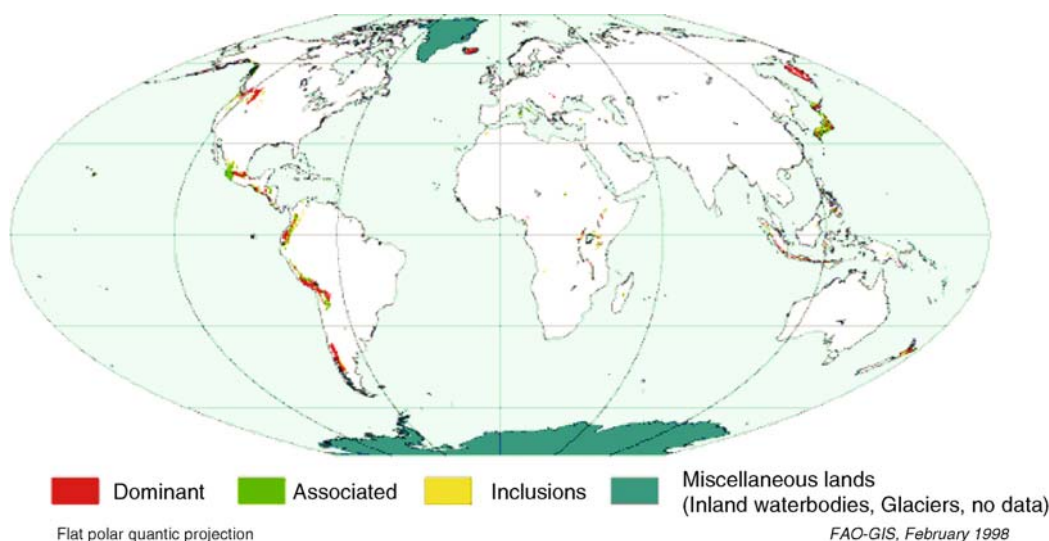 Dominant
Associated
Inclusions
Miscellaneous lands
(Inland waterbodies, Glaciers, no data)
Flat polar quantic projection
FAO-GIS, February 1998